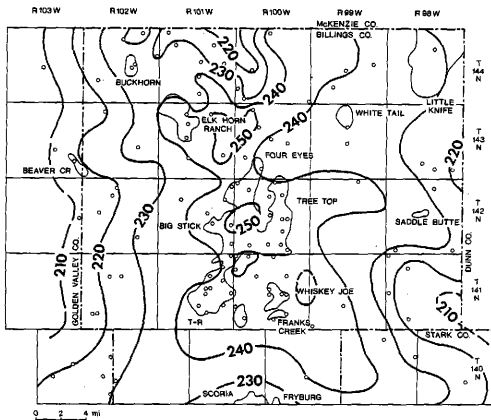 R 103 W R 102 W R 101 W R 100 W R 99 W R 98 W
McKENZIE CO.
BILLINGS CO.
220
230
240
T
144
N
BUCKHORN
ELK HORN
RANCH
250
240
WHITE TAIL
LITTLE
KNIFE
T
143
N
FOUR EYES
220
BEAVER CR
230
TREE TOP
T
142
N
BIG STICK
250
SADDLE BUTTE
210
220
GOLDEN VALLEY CO.
DUNN CO.
WHISKEY JOE
T
141
N
210
T-R
FRANKS
CREEK
STARK CO.
240
T
140
N
230
SCORIA
FRYBURG
0 2 4 mi